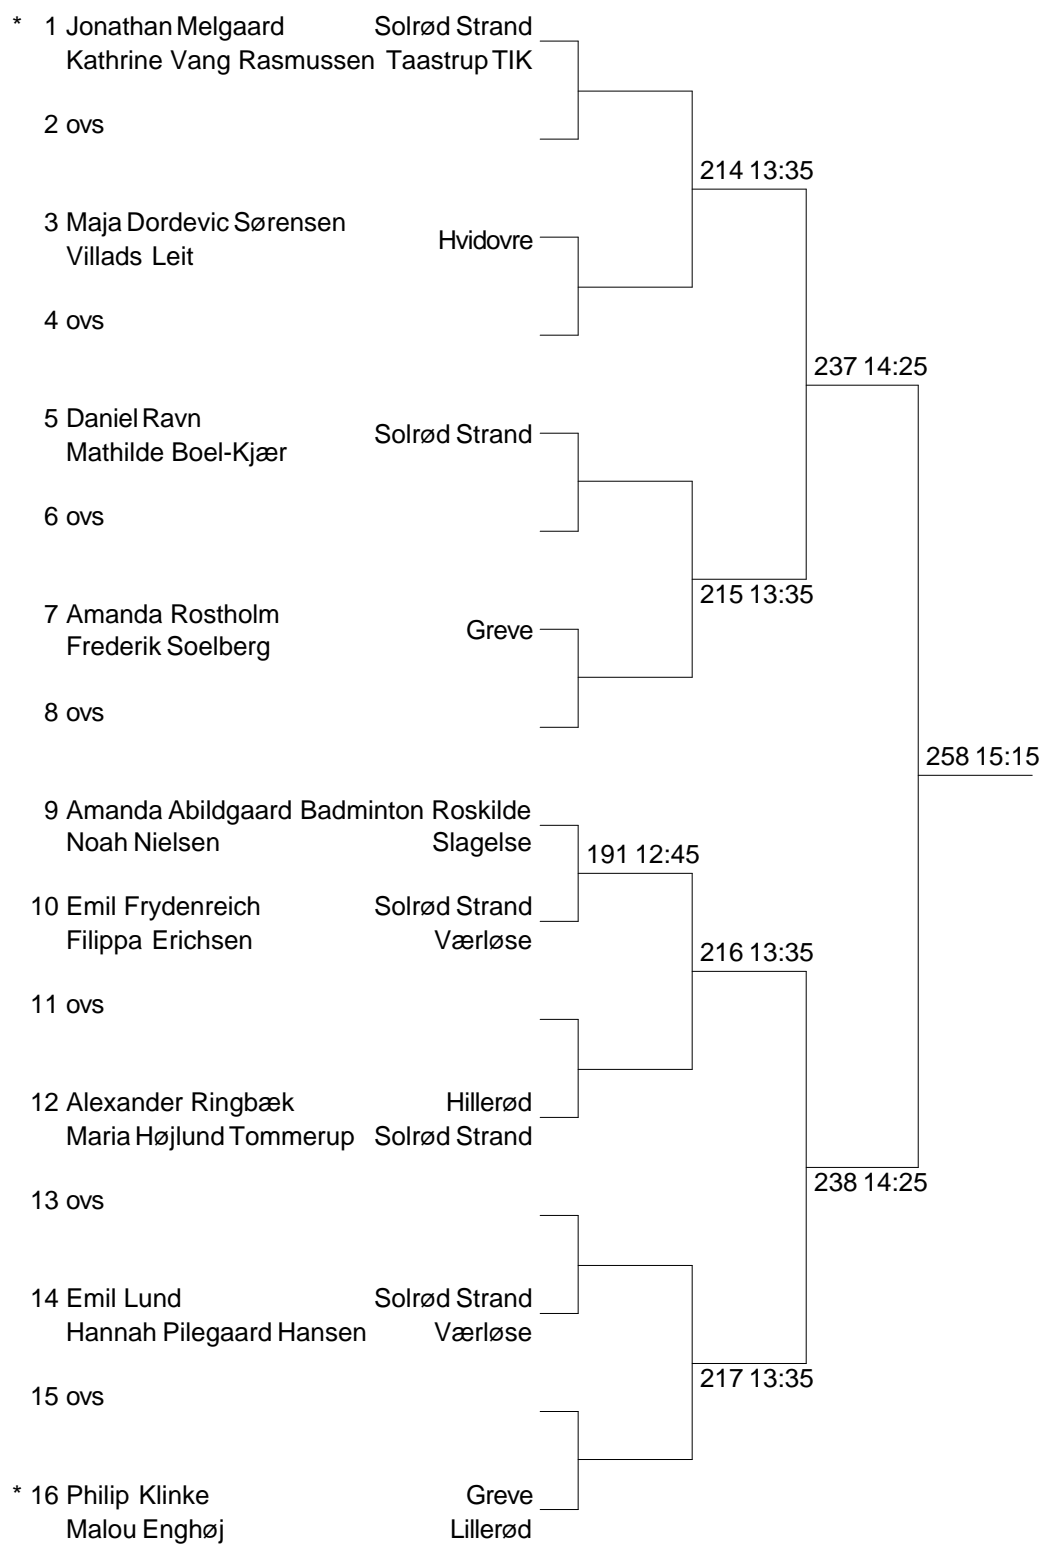 * 1 Jonathan Melgaard Solrød Strand
Kathrine Vang Rasmussen Taastrup TIK
2 ovs
214 13:35
3 Maja Dordevic Sørensen
Hvidovre
Villads Leit
4 ovs
237 14:25
5 Daniel Ravn
Solrød Strand
Mathilde Boel-Kjær
6 ovs
215 13:35
7 Amanda Rostholm
Greve
Frederik Soelberg
8 ovs
258 15:15
9 Amanda Abildgaard Badminton Roskilde
Noah Nielsen Slagelse
191 12:45
10 Emil Frydenreich Solrød Strand
Filippa Erichsen Værløse
216 13:35
11 ovs
12 Alexander Ringbæk Hillerød
Maria Højlund Tommerup Solrød Strand
238 14:25
13 ovs
14 Emil Lund Solrød Strand
Hannah Pilegaard Hansen Værløse
217 13:35
15 ovs
* 16 Philip Klinke Greve
Malou Enghøj Lillerød